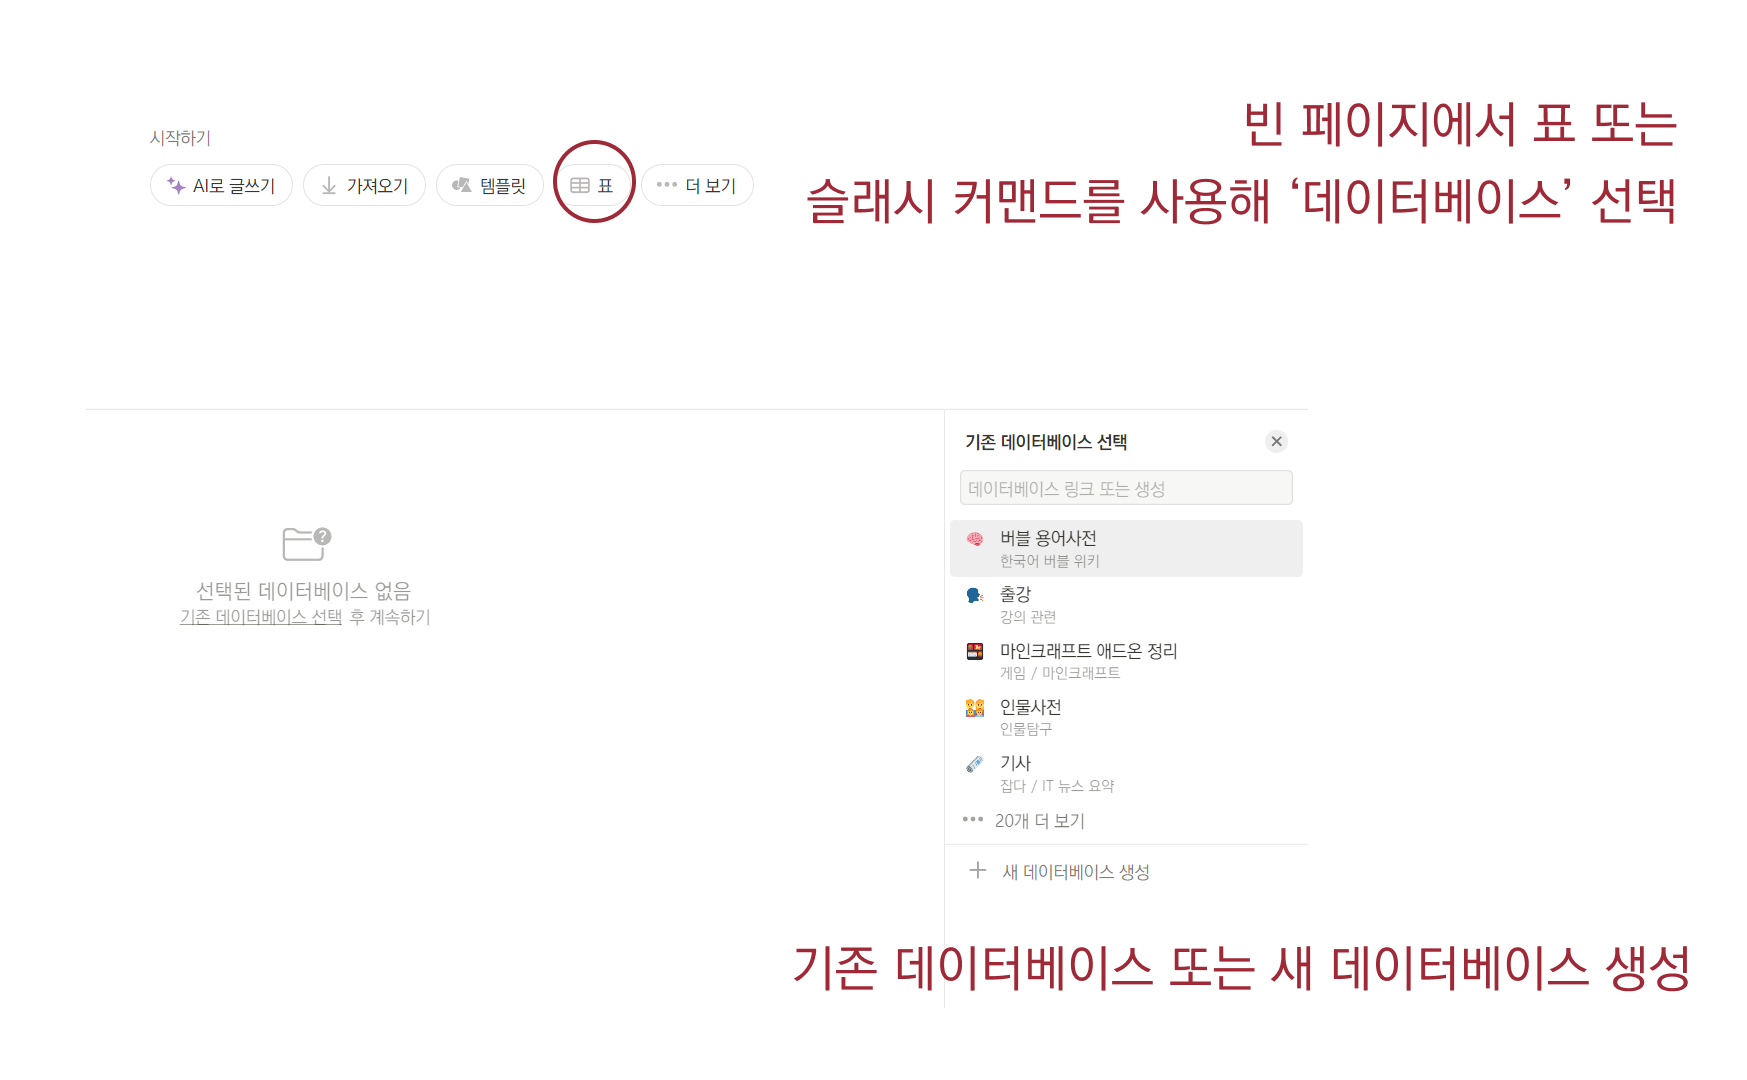 빈 페이지에서 표 또는
슬래시 커맨드를 사용해 ‘데이터베이스’ 선택
시작하기
AI로 글쓰기
가져오기
템플릿
표
더 보기
선택된 데이터베이스 없음
기존 데이터베이스 선택 후 계속하기
기존 데이터베이스 선택
데이터베이스 링크 또는 생성
버블 용어사전
한국어 버블 위키
출강
강의 관련
마인크래프트 애드온 정리
게임 / 마인크래프트
인물사전
인물탐구
기사
잡다 / IT 뉴스 요약
20개 더 보기
새 데이터베이스 생성
기존 데이터베이스 또는 새 데이터베이스 생성